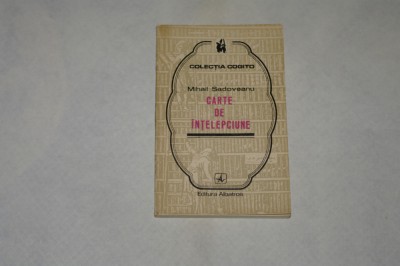 COLECȚIA COGITO
Mihail Sadoveanu
CARTE
DE
ÎNȚELEPCIUNE
Editura Albatros